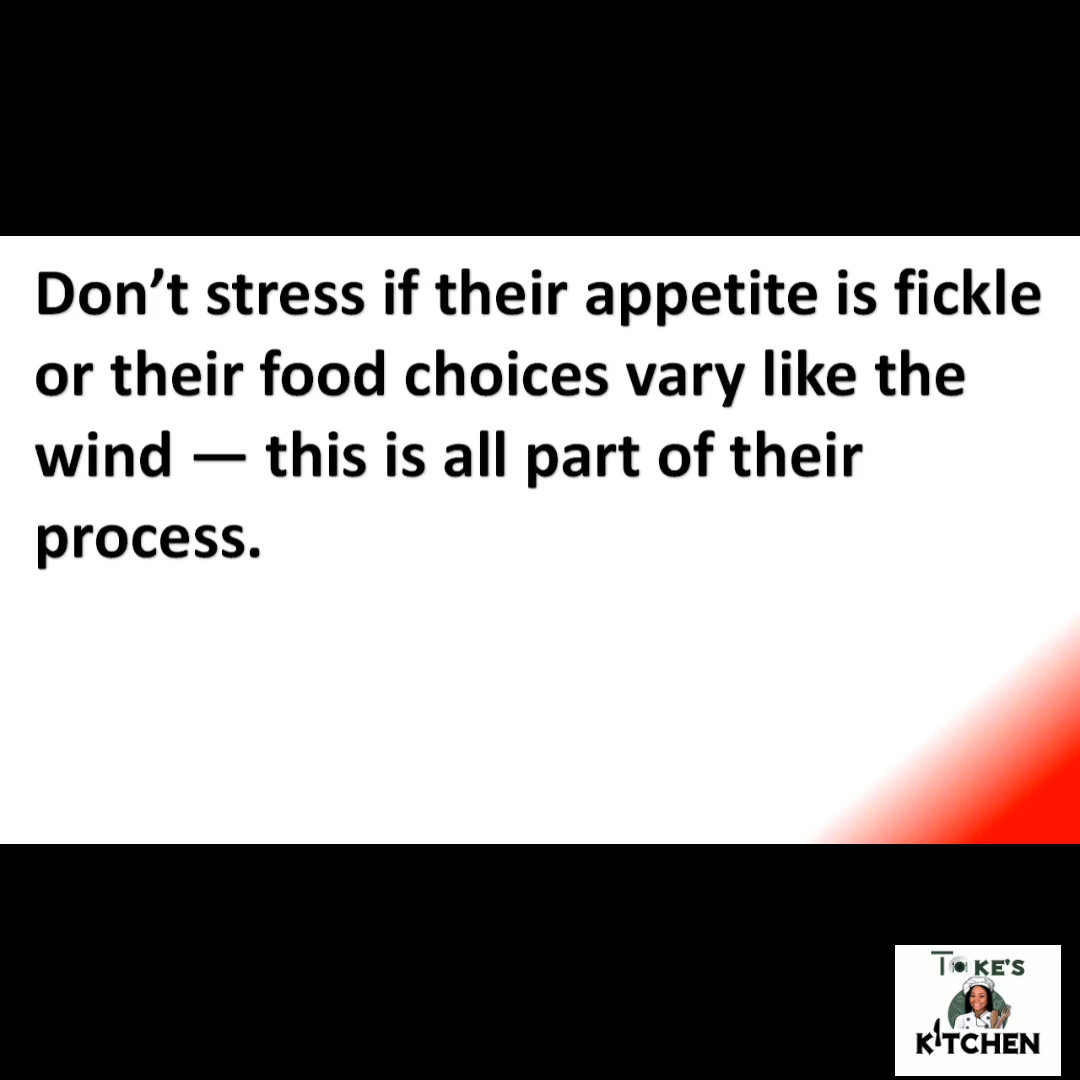 Don’t stress if their appetite is fickle
or their food choices vary like the
wind — this is all part of their
process.
TOKE'S
KITCHEN